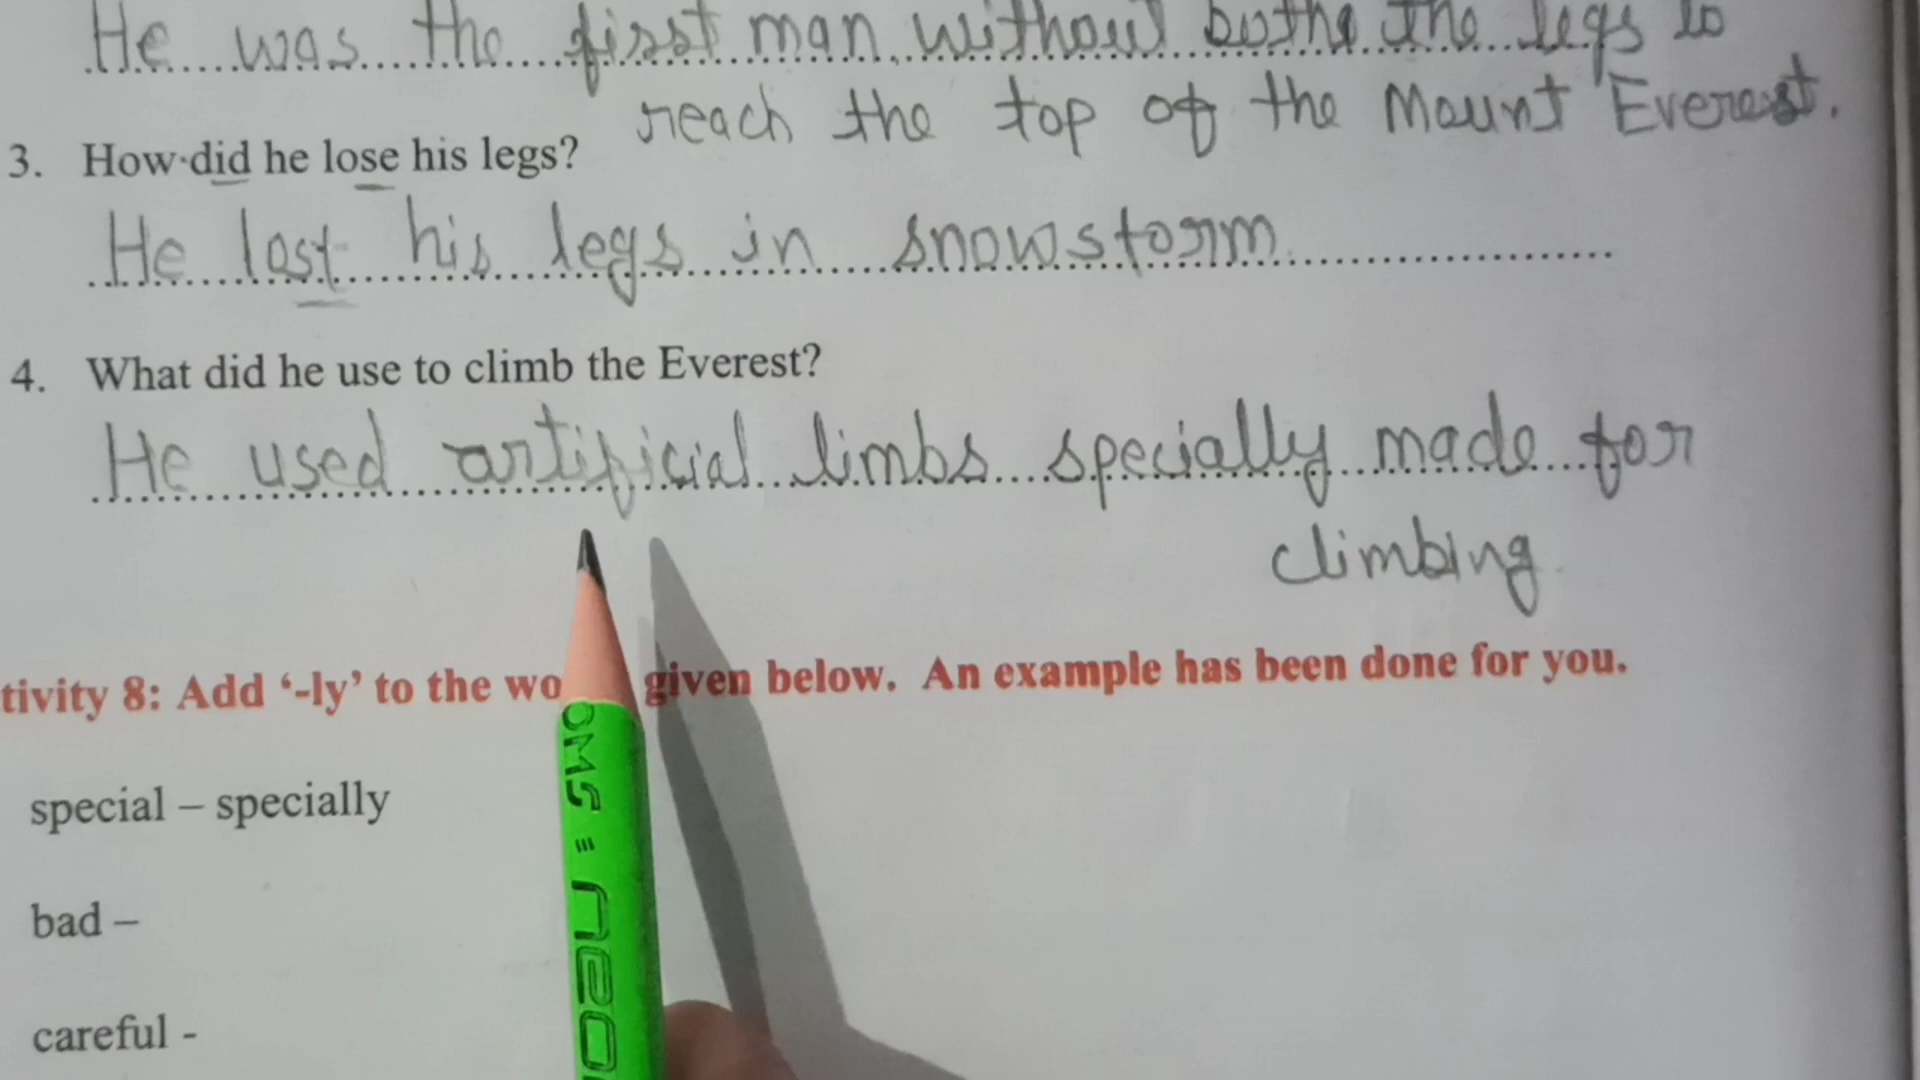 He was the first man without bothe the legs to
reach the top of the Mount Everest.
3. How did he lose his legs?
He lost his legs in snowstorm
4. What did he use to climb the Everest?
He used artificial limbs specially made for
climbing
tivity 8: Add ‘-ly’ to the wo given below. An example has been done for you.
special – specially
bad –
careful -
DMS
neo